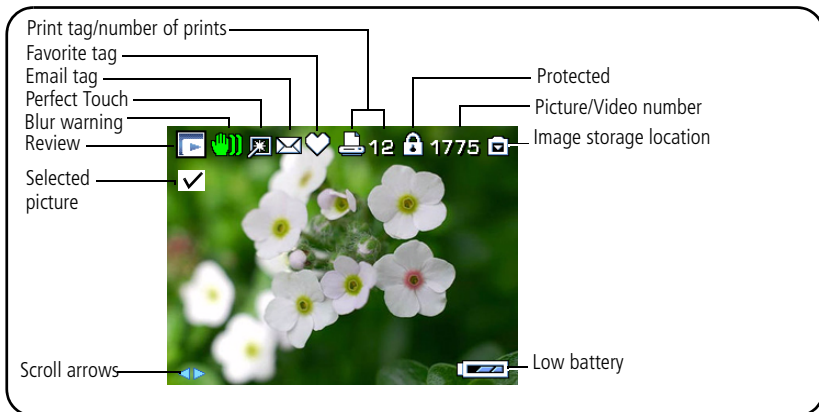 Print tag/number of prints
Favorite tag
Email tag
Perfect Touch
Blur warning
Review
Selected
picture
Scroll arrows
12
1775
Protected
Picture/Video number
Image storage location
Low battery